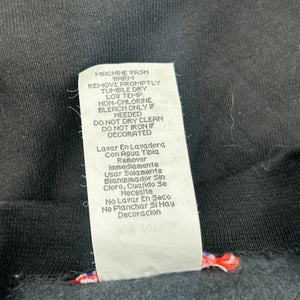 MACHINE WASH
WARM
REMOVE PROMPTLY
TUMBLE DRY
LOW TEMP.
NON-CHLORINE
BLEACH ONLY IF
NEEDED
DO NOT DRY CLEAN
DO NOT IRON IF
DECORATED
Lavar En Lavadora
Con Agua Tibia
Remover
Immediamente
Usar Solamente
Blanqueador Sin
Cloro, Cuando Se
Necesite
No Lavar En Seco
No Planchar Si Hay
Decoracion